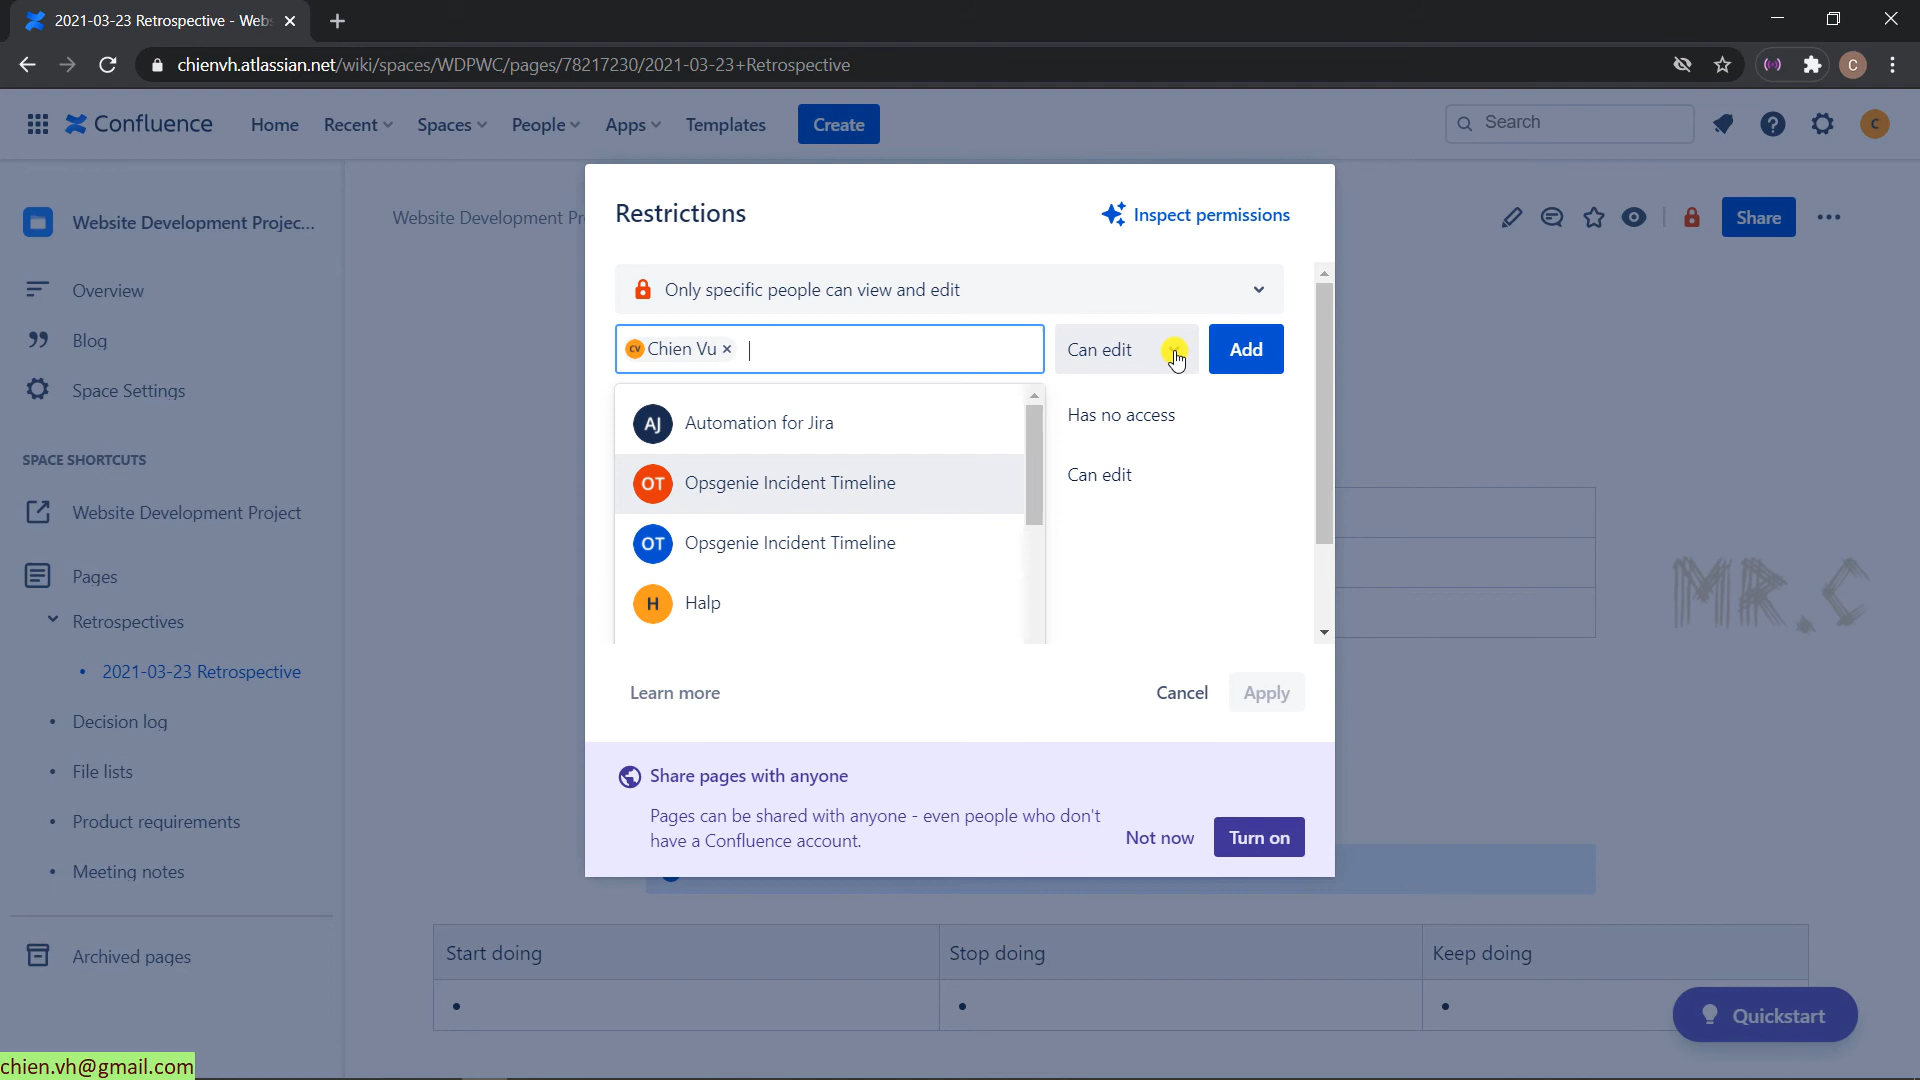 2021-03-23 Retrospective - Web
chienvh.atlassian.net/wiki/spaces/WDPWC/pages/78217230/2021-03-23+Retrospective
C
Confluence
Home
Recent
Spaces
People
Apps
Templates
Create
Search
C
Website Development Projec...
Website Development Pr
Share
Overview
Blog
Space Settings
SPACE SHORTCUTS
Website Development Project
Pages
Retrospectives
• 2021-03-23 Retrospective
• Decision log
• File lists
• Product requirements
• Meeting notes
Archived pages
Restrictions
Inspect permissions
Only specific people can view and edit
CV Chien Vu ×
Can edit
Add
AJ Automation for Jira
OT Opsgenie Incident Timeline
OT Opsgenie Incident Timeline
H Halp
Has no access
Can edit
Learn more
Cancel
Apply
Share pages with anyone
Pages can be shared with anyone - even people who don't
have a Confluence account.
Not now
Turn on
MR.C
Start doing
Stop doing
Keep doing
Quickstart
chien.vh@gmail.com